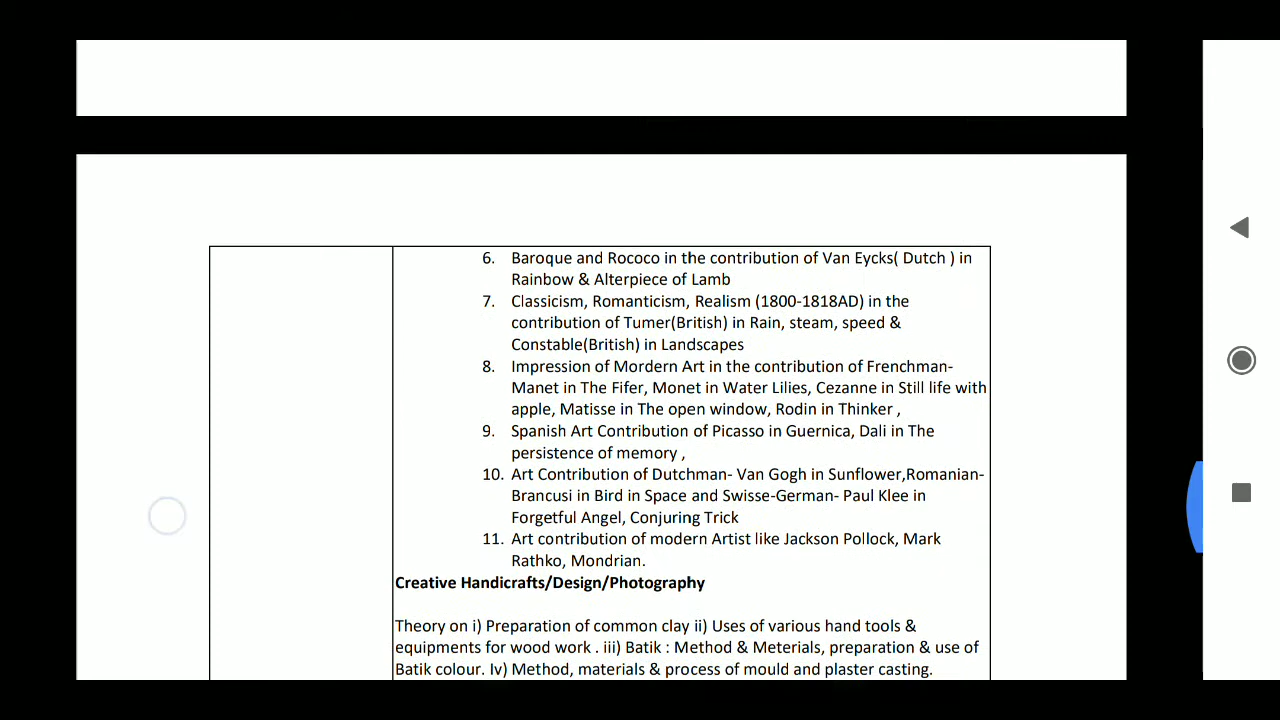 6. Baroque and Rococo in the contribution of Van Eycks( Dutch ) in
Rainbow & Alterpiece of Lamb
7. Classicism, Romanticism, Realism (1800-1818AD) in the
contribution of Tumer(British) in Rain, steam, speed &
Constable(British) in Landscapes
8. Impression of Mordern Art in the contribution of Frenchman-
Manet in The Fifer, Monet in Water Lilies, Cezanne in Still life with
apple, Matisse in The open window, Rodin in Thinker ,
9. Spanish Art Contribution of Picasso in Guernica, Dali in The
persistence of memory ,
10. Art Contribution of Dutchman- Van Gogh in Sunflower,Romanian-
Brancusi in Bird in Space and Swisse-German- Paul Klee in
Forgetful Angel, Conjuring Trick
11. Art contribution of modern Artist like Jackson Pollock, Mark
Rathko, Mondrian.
Creative Handicrafts/Design/Photography
Theory on i) Preparation of common clay ii) Uses of various hand tools &
equipments for wood work . iii) Batik : Method & Meterials, preparation & use of
Batik colour. Iv) Method, materials & process of mould and plaster casting.